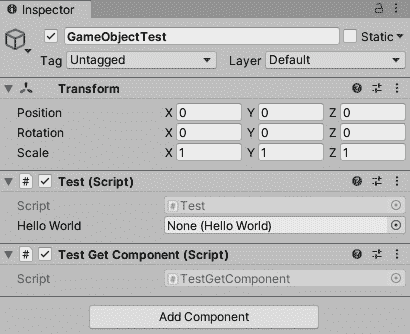 Inspector
GameObjectTest Static
Tag Untagged Layer Default
Transform
Position X 0 Y 0 Z 0
Rotation X 0 Y 0 Z 0
Scale X 1 Y 1 Z 1
# Test (Script)
Script # Test
Hello World None (Hello World)
# Test Get Component (Script)
Script # TestGetComponent
Add Component